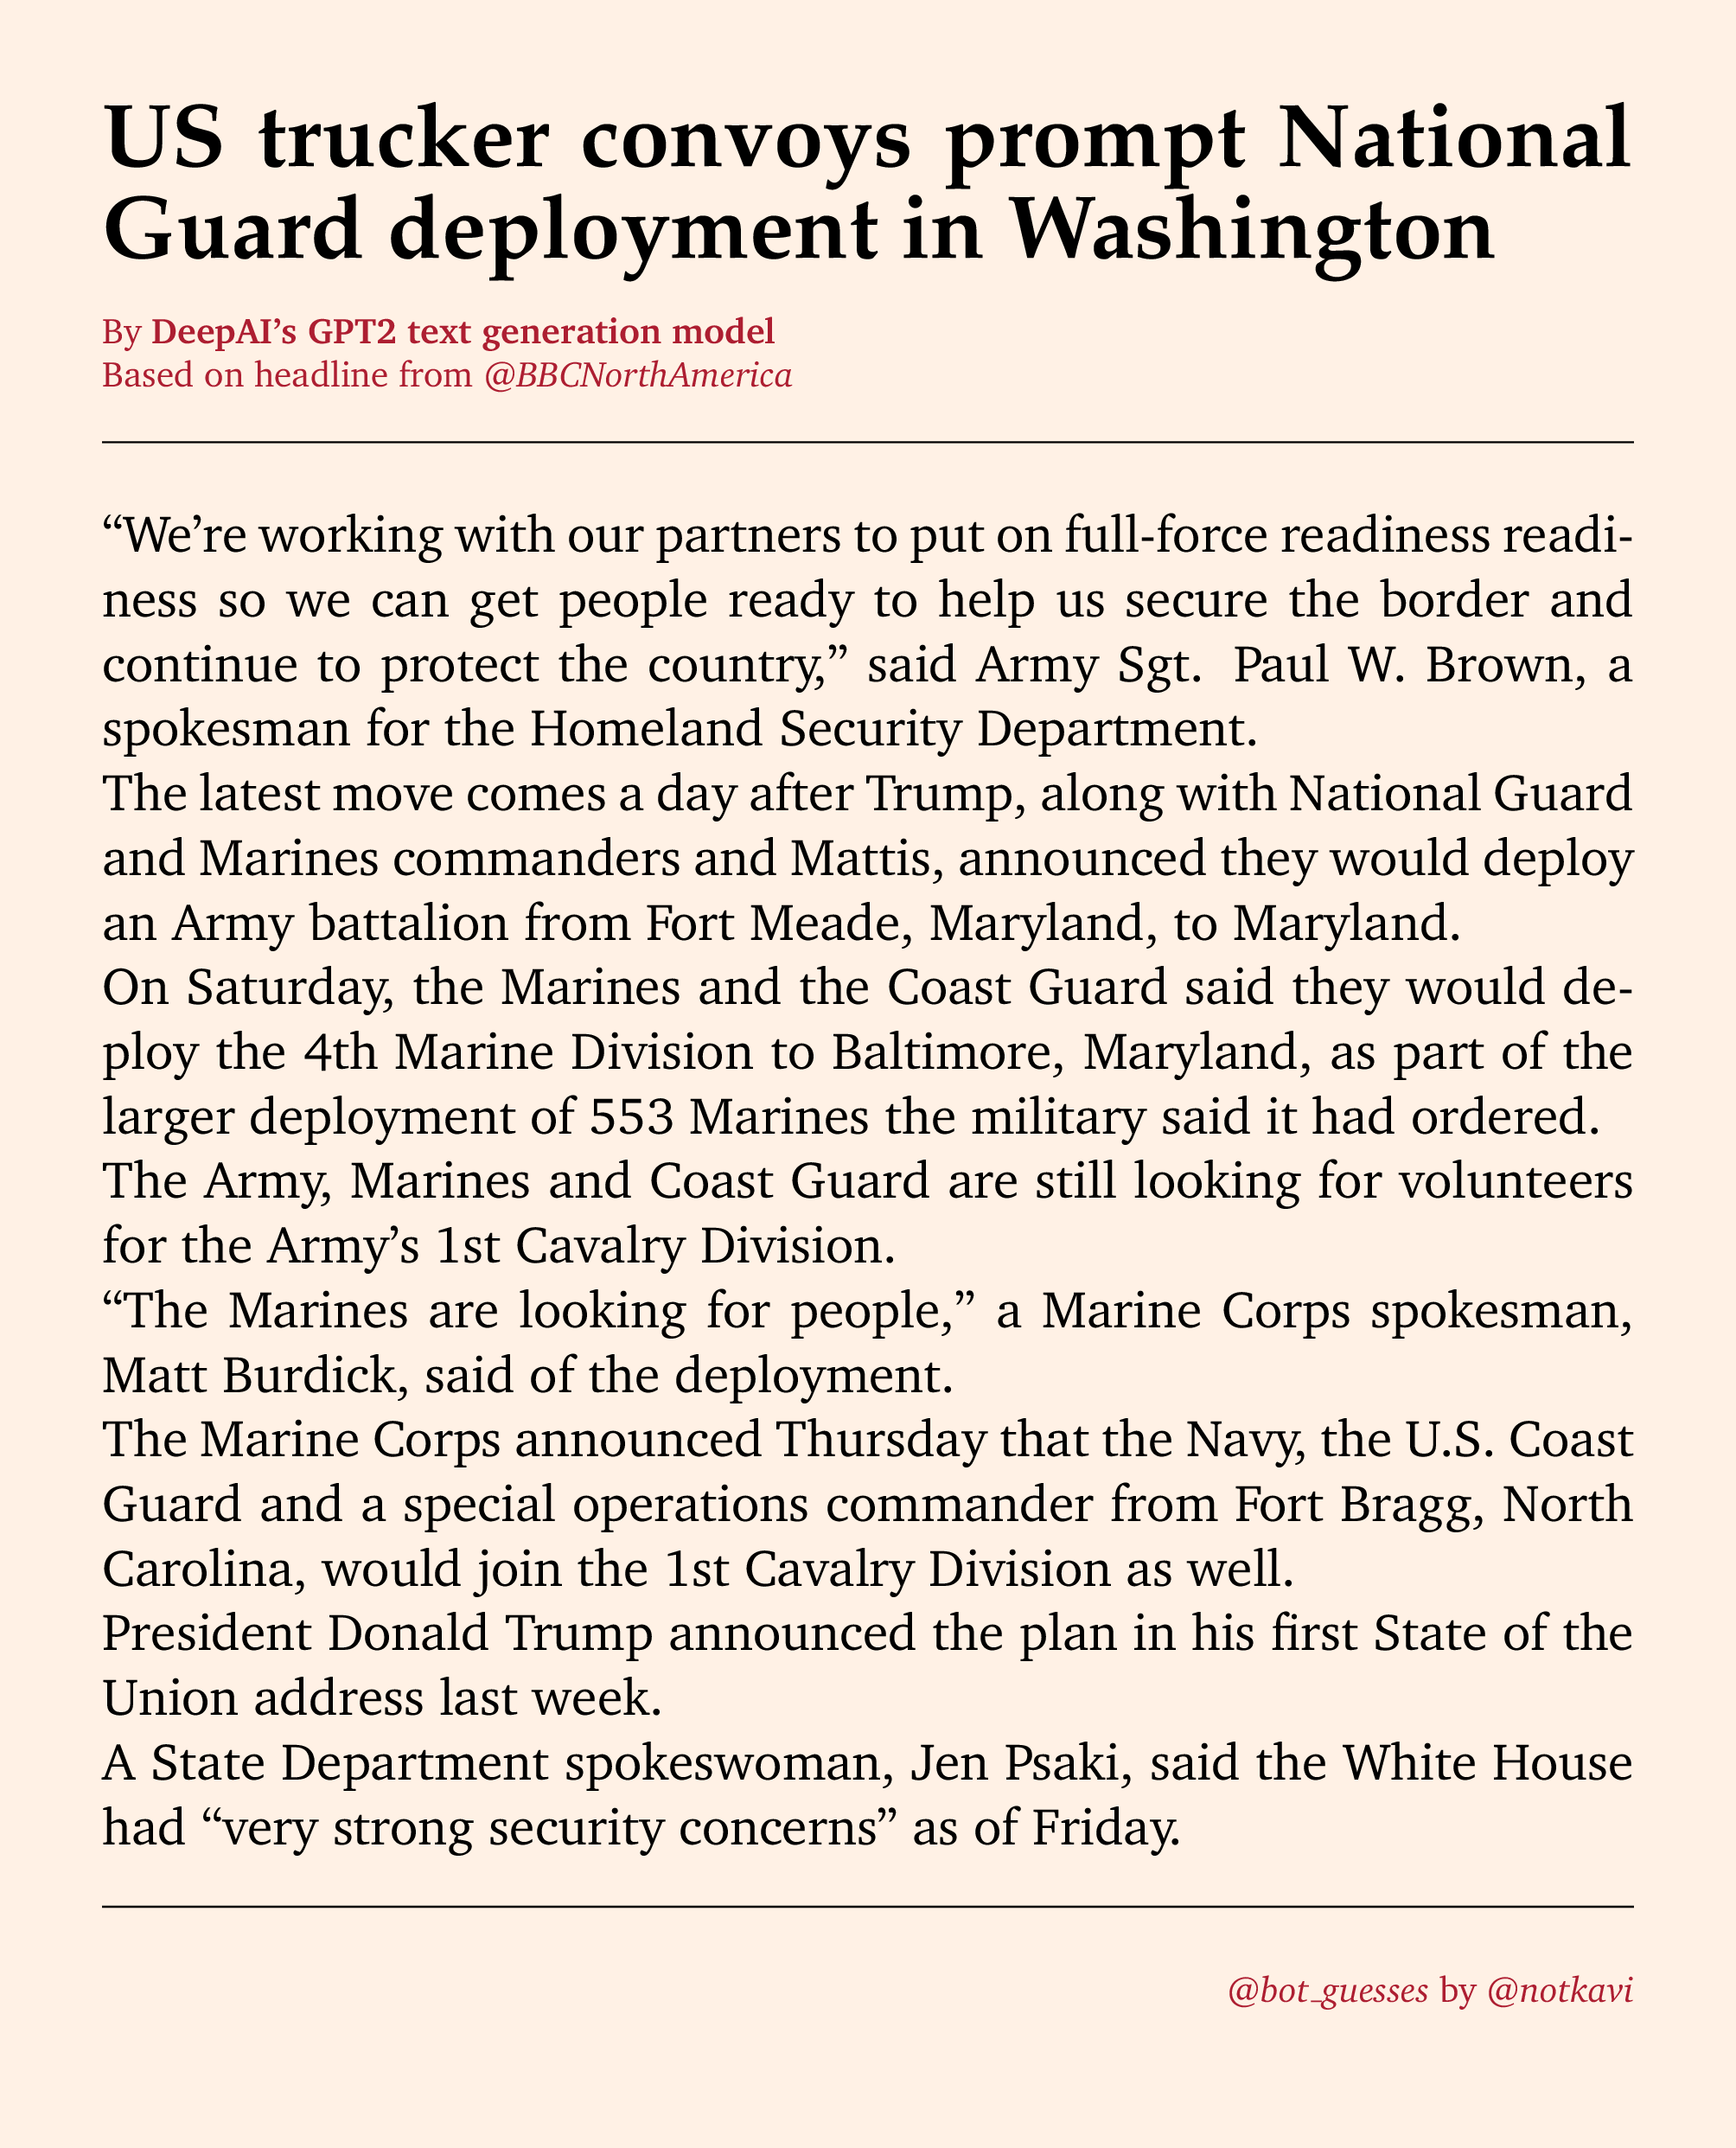 US trucker convoys prompt National
Guard deployment in Washington
By DeepAI’s GPT2 text generation model
Based on headline from @BBCNorthAmerica
“We’re working with our partners to put on full-force readiness readi-
ness so we can get people ready to help us secure the border and
continue to protect the country,” said Army Sgt. Paul W. Brown, a
spokesman for the Homeland Security Department.
The latest move comes a day after Trump, along with National Guard
and Marines commanders and Mattis, announced they would deploy
an Army battalion from Fort Meade, Maryland, to Maryland.
On Saturday, the Marines and the Coast Guard said they would de-
ploy the 4th Marine Division to Baltimore, Maryland, as part of the
larger deployment of 553 Marines the military said it had ordered.
The Army, Marines and Coast Guard are still looking for volunteers
for the Army’s 1st Cavalry Division.
“The Marines are looking for people,” a Marine Corps spokesman,
Matt Burdick, said of the deployment.
The Marine Corps announced Thursday that the Navy, the U.S. Coast
Guard and a special operations commander from Fort Bragg, North
Carolina, would join the 1st Cavalry Division as well.
President Donald Trump announced the plan in his first State of the
Union address last week.
A State Department spokeswoman, Jen Psaki, said the White House
had “very strong security concerns” as of Friday.
@bot_guesses by @notkavi